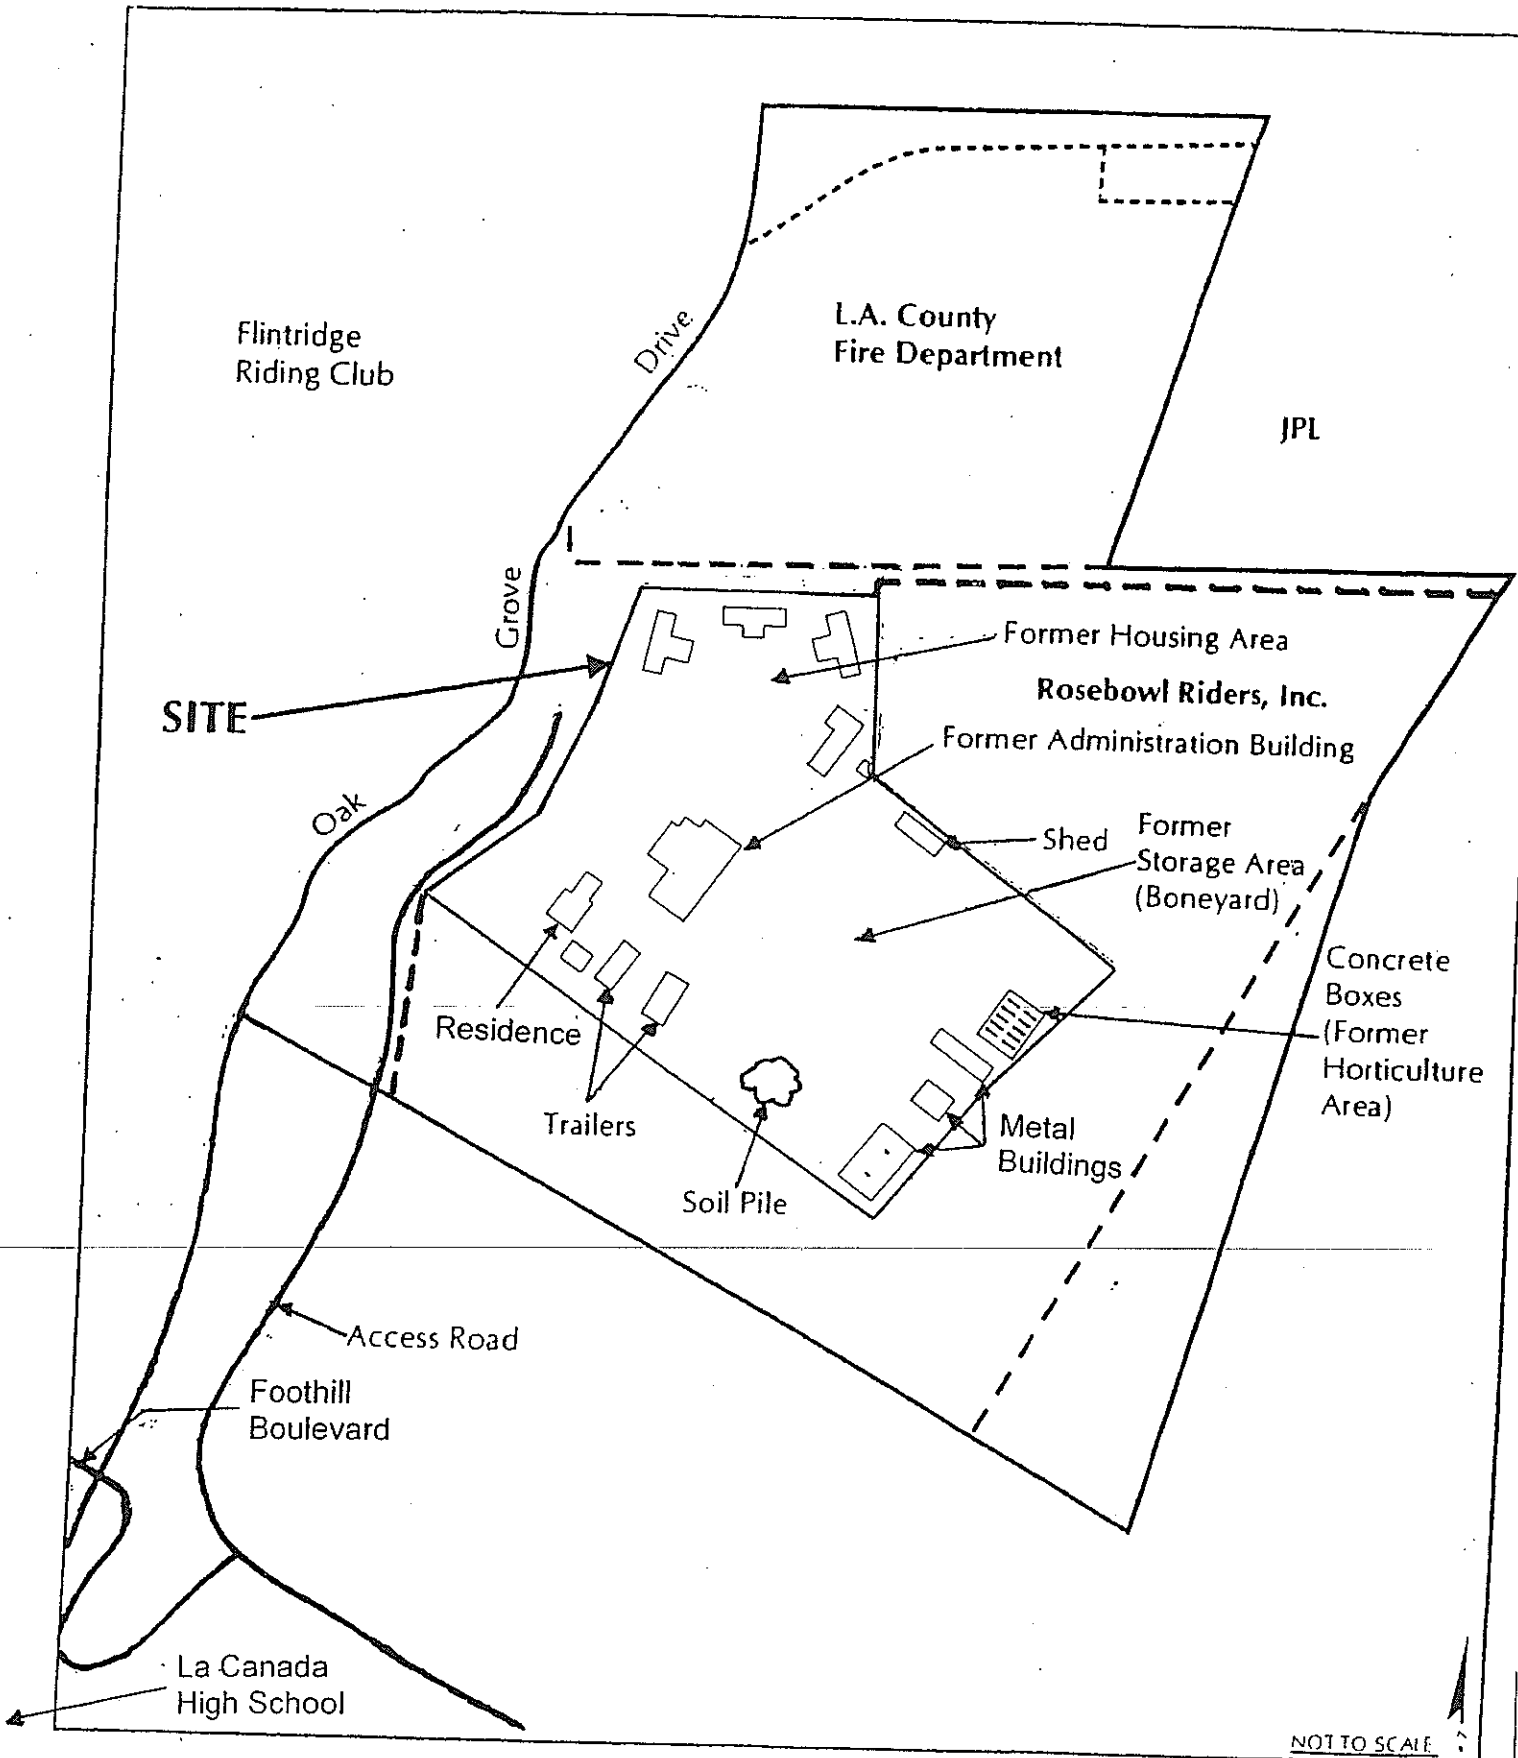 L.A. County
Fire Department
Flintridge
Riding Club
Drive
JPL
Grove
Former Housing Area
Rosebowl Riders, Inc.
SITE
Former Administration Building
Oak
Shed
Former
Storage Area
(Boneyard)
Concrete
Boxes
(Former
Horticulture
Area)
Residence
Trailers
Metal
Buildings
Soil Pile
Access Road
Foothill
Boulevard
La Canada
High School
NOT TO SCALE